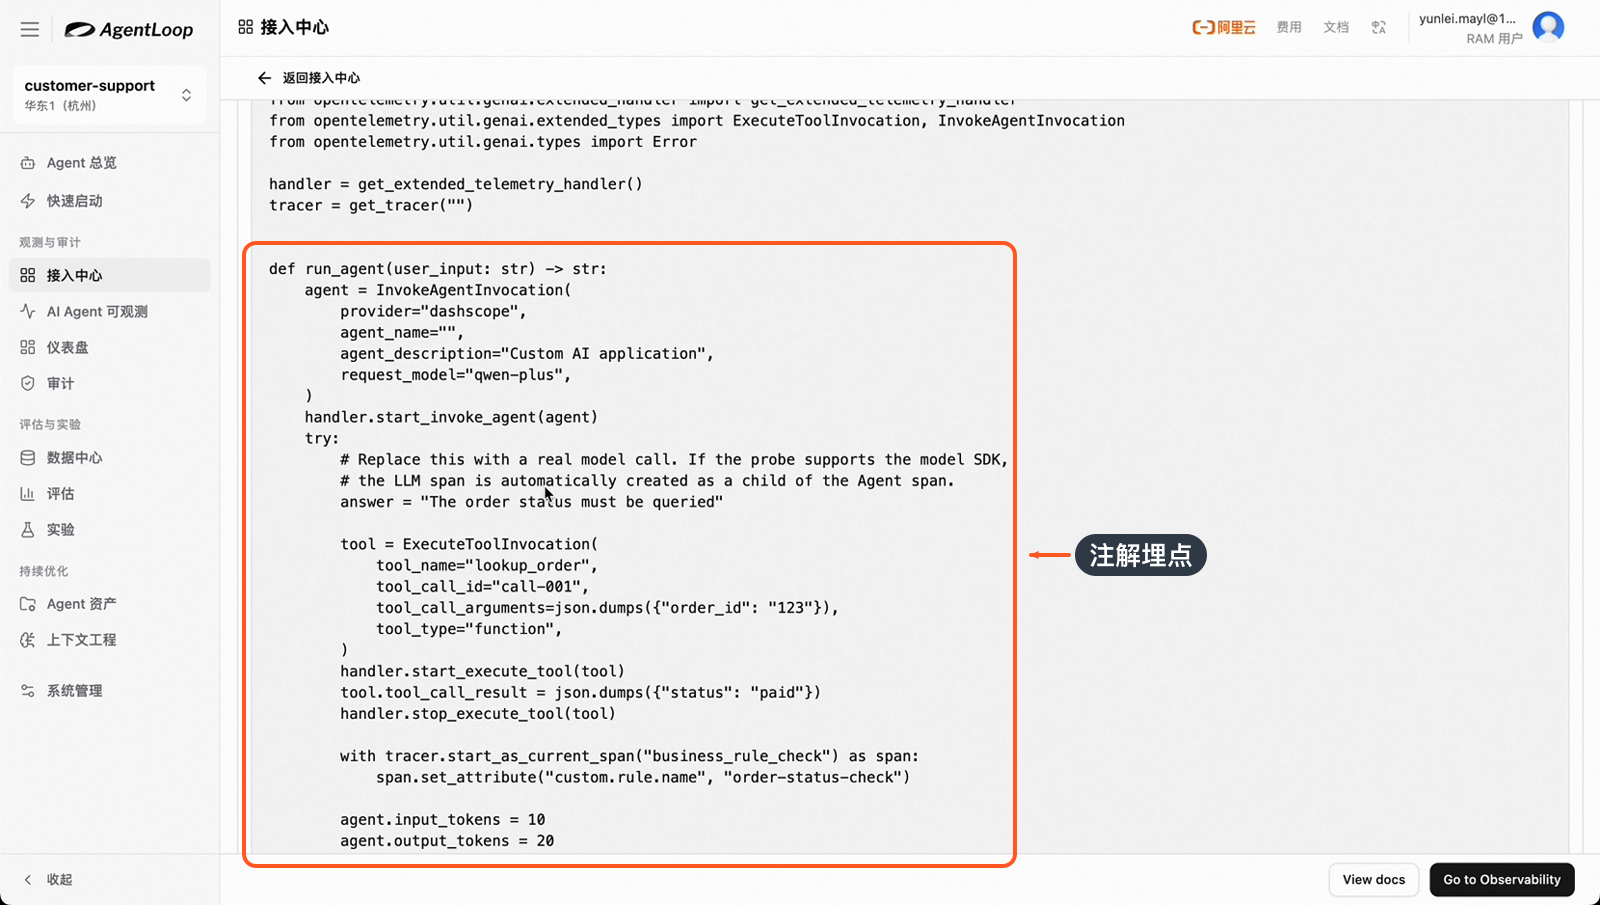 AgentLoop
接入中心
阿里云
费用
文档
yunlei.mayl@1...
RAM 用户
customer-support
华东1（杭州）
返回接入中心
Agent 总览
快速启动
观测与审计
接入中心
AI Agent 可观测
仪表盘
审计
评估与实验
数据中心
评估
实验
持续优化
Agent 资产
上下文工程
系统管理
收起
from opentelemetry.util.genai.extended_handler import get_extended_telemetry_handler
from opentelemetry.util.genai.extended_types import ExecuteToolInvocation, InvokeAgentInvocation
from opentelemetry.util.genai.types import Error
handler = get_extended_telemetry_handler()
tracer = get_tracer("")
def run_agent(user_input: str) -> str:
agent = InvokeAgentInvocation(
provider="dashscope",
agent_name="",
agent_description="Custom AI application",
request_model="qwen-plus",
)
handler.start_invoke_agent(agent)
try:
# Replace this with a real model call. If the probe supports the model SDK,
# the LLM span is automatically created as a child of the Agent span.
answer = "The order status must be queried"
tool = ExecuteToolInvocation(
tool_name="lookup_order",
tool_call_id="call-001",
tool_call_arguments=json.dumps({"order_id": "123"}),
tool_type="function",
)
handler.start_execute_tool(tool)
tool.tool_call_result = json.dumps({"status": "paid"})
handler.stop_execute_tool(tool)
with tracer.start_as_current_span("business_rule_check") as span:
span.set_attribute("custom.rule.name", "order-status-check")
agent.input_tokens = 10
agent.output_tokens = 20
注解埋点
View docs
Go to Observability